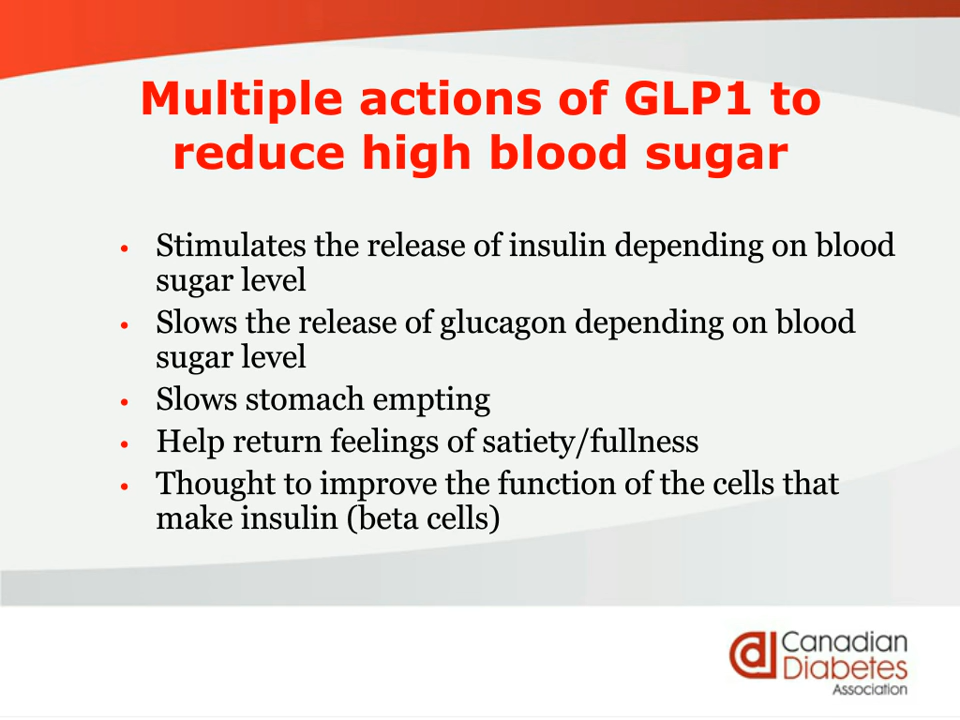 Multiple actions of GLP1 to
reduce high blood sugar
• Stimulates the release of insulin depending on blood
sugar level
• Slows the release of glucagon depending on blood
sugar level
• Slows stomach empting
• Help return feelings of satiety/fullness
• Thought to improve the function of the cells that
make insulin (beta cells)
Canadian
Diabetes
Association